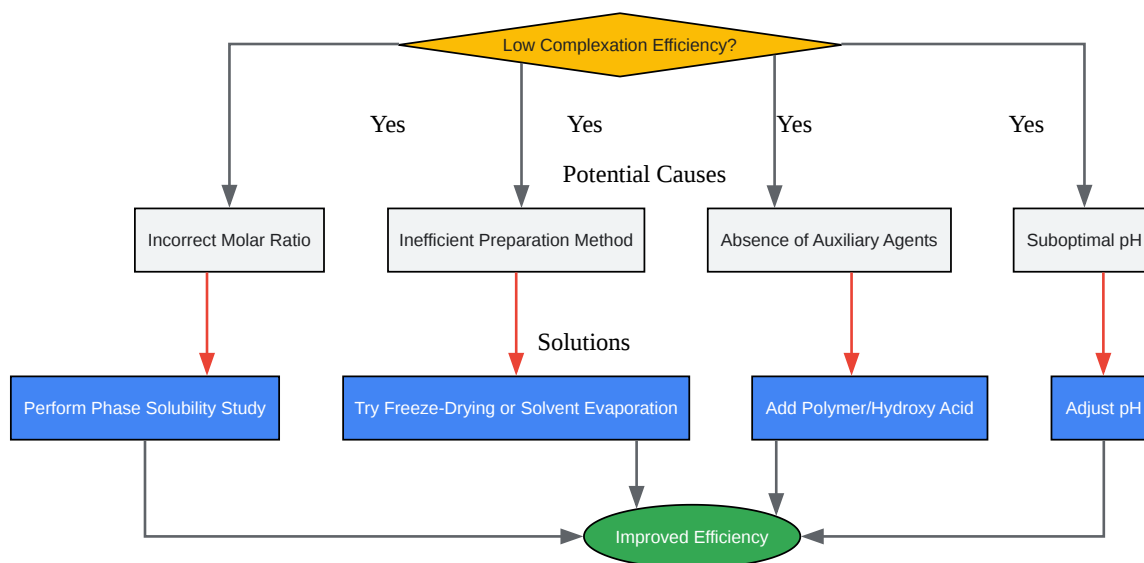 Low Complexation Efficiency?
Yes
Yes
Yes
Yes
Potential Causes
Incorrect Molar Ratio
Inefficient Preparation Method
Absence of Auxiliary Agents
Suboptimal pH
Solutions
Perform Phase Solubility Study
Try Freeze-Drying or Solvent Evaporation
Add Polymer/Hydroxy Acid
Adjust pH
Improved Efficiency